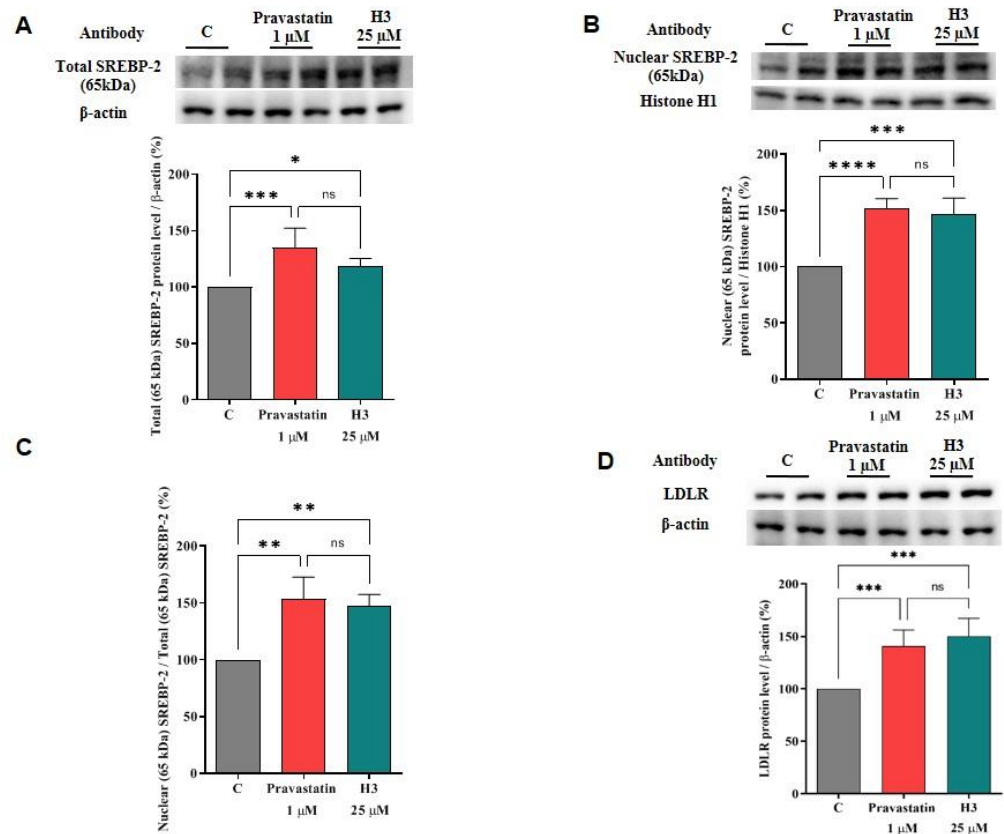 A
Antibody
C
Pravastatin
1 µM
H3
25 µM
Total SREBP-2
(65kDa)
β-actin
Total (65 kDa) SREBP-2 protein level / β-actin (%)
200
150
100
50
0
*
***
ns
C
Pravastatin
1 µM
H3
25 µM
B
Antibody
C
Pravastatin
1 µM
H3
25 µM
Nuclear SREBP-2
(65kDa)
Histone H1
Nuclear (65 kDa) SREBP-2
protein level / Histone H1 (%)
200
150
100
50
0
***
****
ns
C
Pravastatin
1 µM
H3
25 µM
C
Nuclear (65 kDa) SREBP-2 / Total (65 kDa) SREBP-2 (%)
200
150
100
50
0
**
**
ns
C
Pravastatin
1 µM
H3
25 µM
D
Antibody
C
Pravastatin
1 µM
H3
25 µM
LDLR
β-actin
LDLR protein level / β-actin (%)
200
150
100
50
0
***
***
ns
C
Pravastatin
1 µM
H3
25 µM